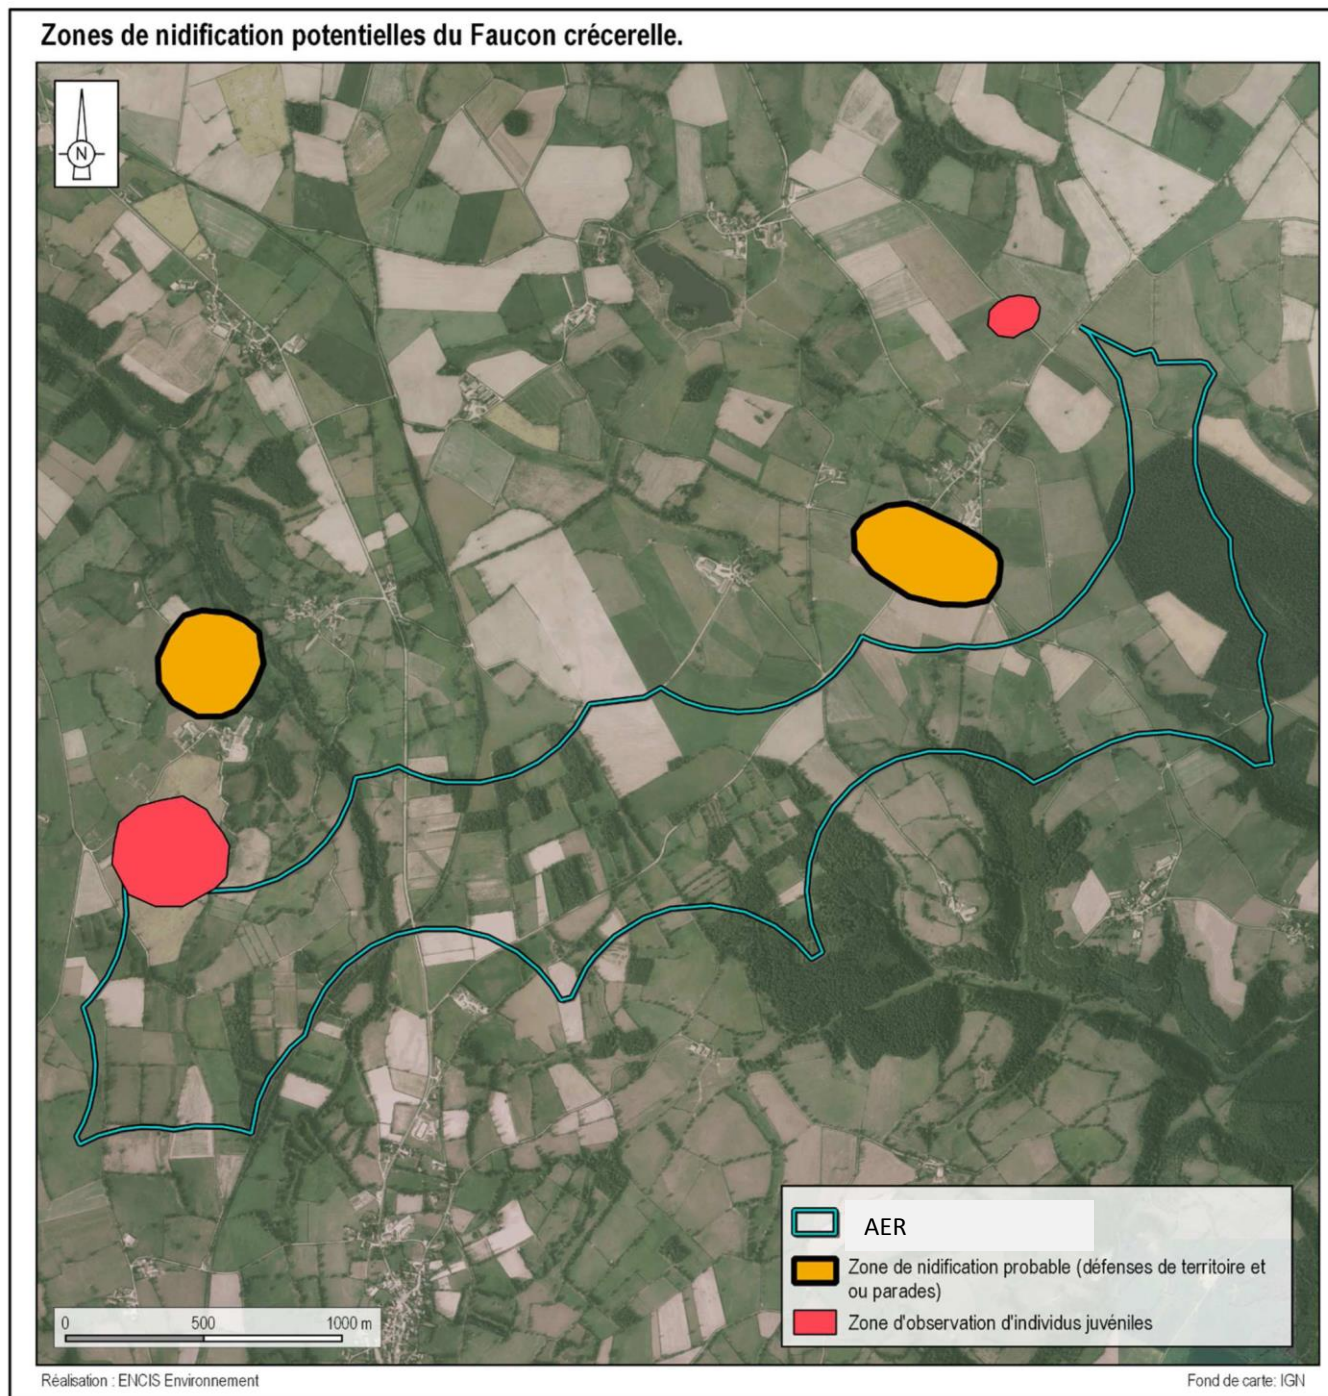 Zones de nidification potentielles du Faucon crécerelle.
N
AER
Zone de nidification probable (défenses de territoire et
ou parades)
Zone d'observation d'individus juvéniles
0 500 1000 m
Réalisation : ENCIS Environnement
Fond de carte: IGN